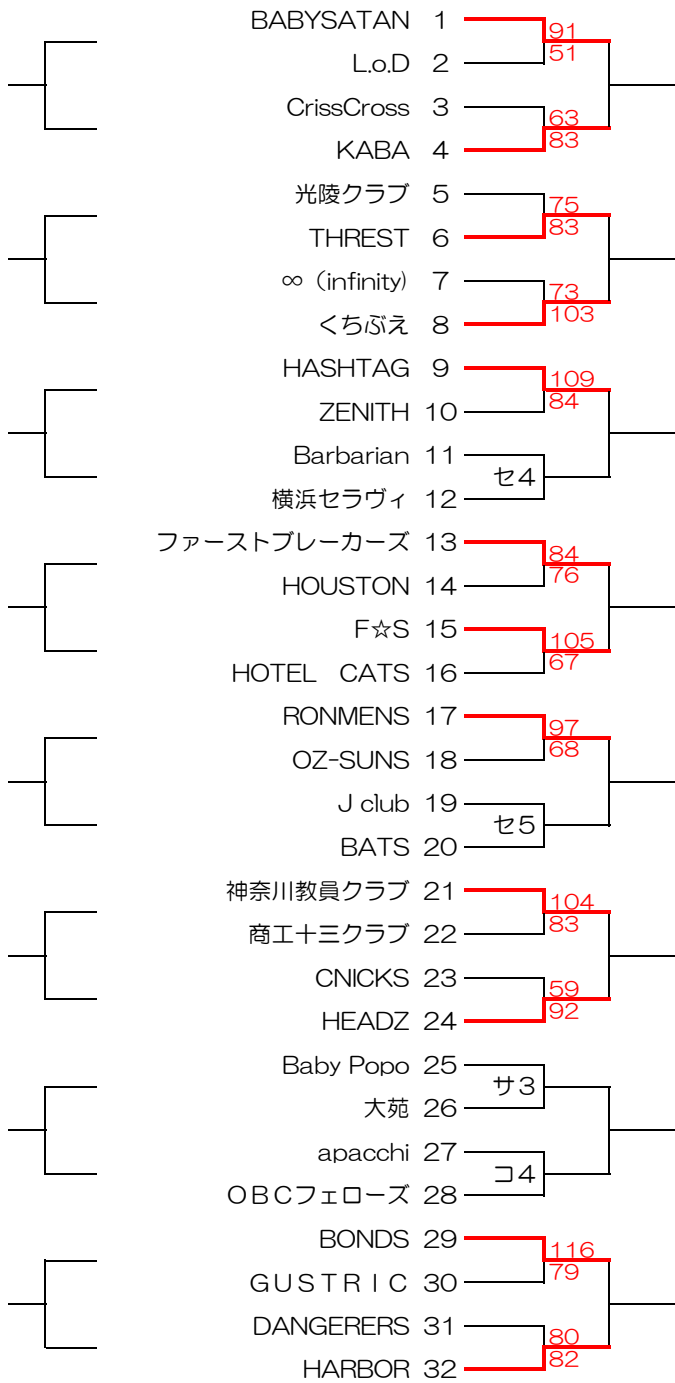 BABYSATAN 1
91
51
L.o.D 2
CrissCross 3
63
83
KABA 4
光陵クラブ 5
75
83
THREST 6
∞（infinity) 7
73
103
くちぶえ 8
HASHTAG 9
109
84
ZENITH 10
Barbarian 11
セ4
横浜セラヴィ 12
ファーストブレーカーズ 13
84
76
HOUSTON 14
F☆S 15
105
67
HOTEL　CATS 16
RONMENS 17
97
68
OZ-SUNS 18
J club 19
セ5
BATS 20
神奈川教員クラブ 21
104
83
商工十三クラブ 22
CNICKS 23
59
92
HEADZ 24
Baby Popo 25
サ3
大苑 26
apacchi 27
コ4
ＯＢＣフェローズ 28
BONDS 29
116
79
ＧＵＳＴＲＩＣ 30
DANGERERS 31
80
82
HARBOR 32